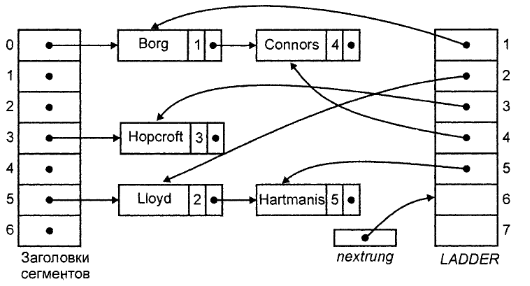 0 Borg 1 Connors 4 1
1 2
2 3
3 Hopcroft 3 4
4 5
5 Lloyd 2 Hartmanis 5 6
6 7
Заголовки nextrung LADDER
сегментов